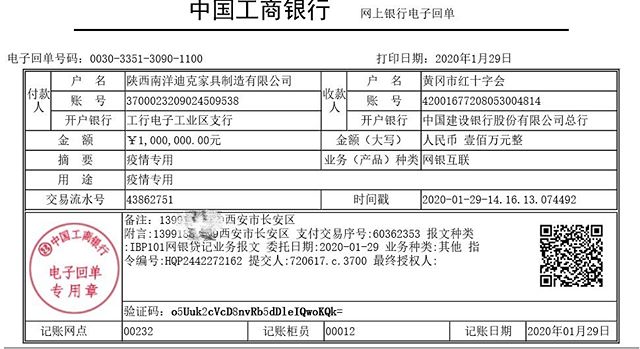 中国工商银行 网上银行电子回单
电子回单号码：0030-3351-3090-1100 打印日期：2020年1月29日
付款人 户 名 陕西南洋迪克家具制造有限公司 收款人 户 名 黄冈市红十字会
账 号 3700023209024509538 账 号 42001677208053004814
开户银行 工行电子工业区支行 开户银行 中国建设银行股份有限公司总行
金 额 ¥1,000,000.00元 金额（大写） 人民币 壹佰万元整
摘 要 疫情专用 业务（产品）种类 网银互联
用 途 疫情专用
交易流水号 43862751 时间戳 2020-01-29-14.16.13.074492
中国工商银行
电子回单
专用章
备注：1399 西安市长安区
附言:13991 西安市长安区 支付交易序号:60362353 报文种类
:IBP101网银贷记业务报文 委托日期:2020-01-29 业务种类:其他 指
令编号:HQP2442272162 提交人:720617.c.3700 最终授权人:
验证码：o5Uuk2cVcD8nvRb5dDleIQwoKQk=
记账网点 00232 记账柜员 00012 记账日期 2020年01月29日